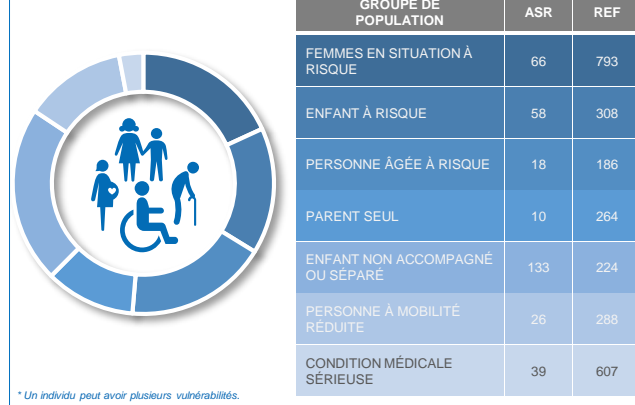 GROUPE DE
POPULATION ASR REF
FEMMES EN SITUATION À
RISQUE 66 793
ENFANT À RISQUE 58 308
PERSONNE ÂGÉE À RISQUE 18 186
PARENT SEUL 10 264
ENFANT NON ACCOMPAGNÉ
OU SÉPARÉ 133 224
PERSONNE À MOBILITÉ
RÉDUITE 26 288
CONDITION MÉDICALE
SÉRIEUSE 39 607
* Un individu peut avoir plusieurs vulnérabilités.